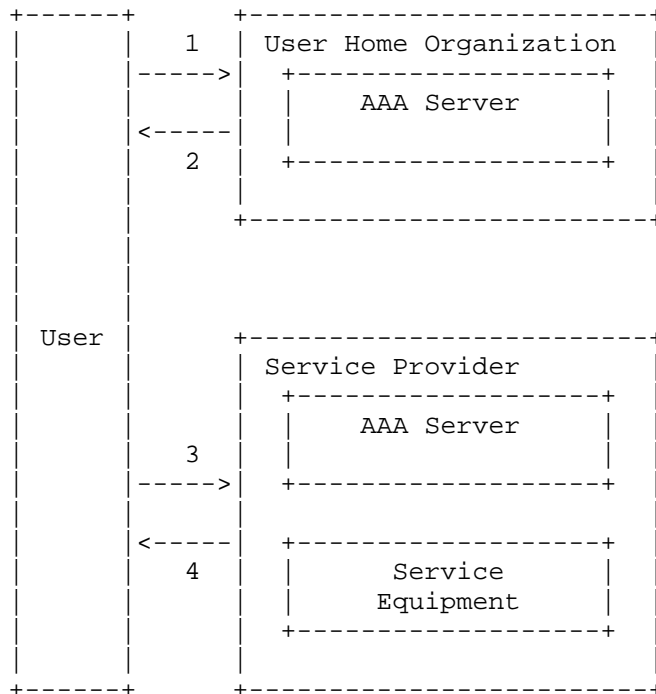 1
User Home Organization
AAA Server
2
User
Service Provider
AAA Server
3
4
Service
Equipment